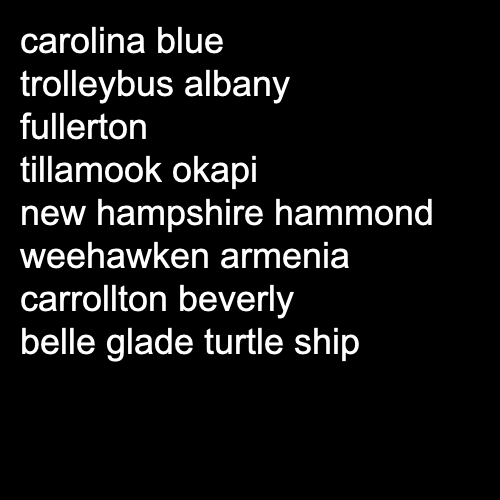 carolina blue
trolleybus albany
fullerton
tillamook okapi
new hampshire hammond
weehawken armenia
carrollton beverly
belle glade turtle ship